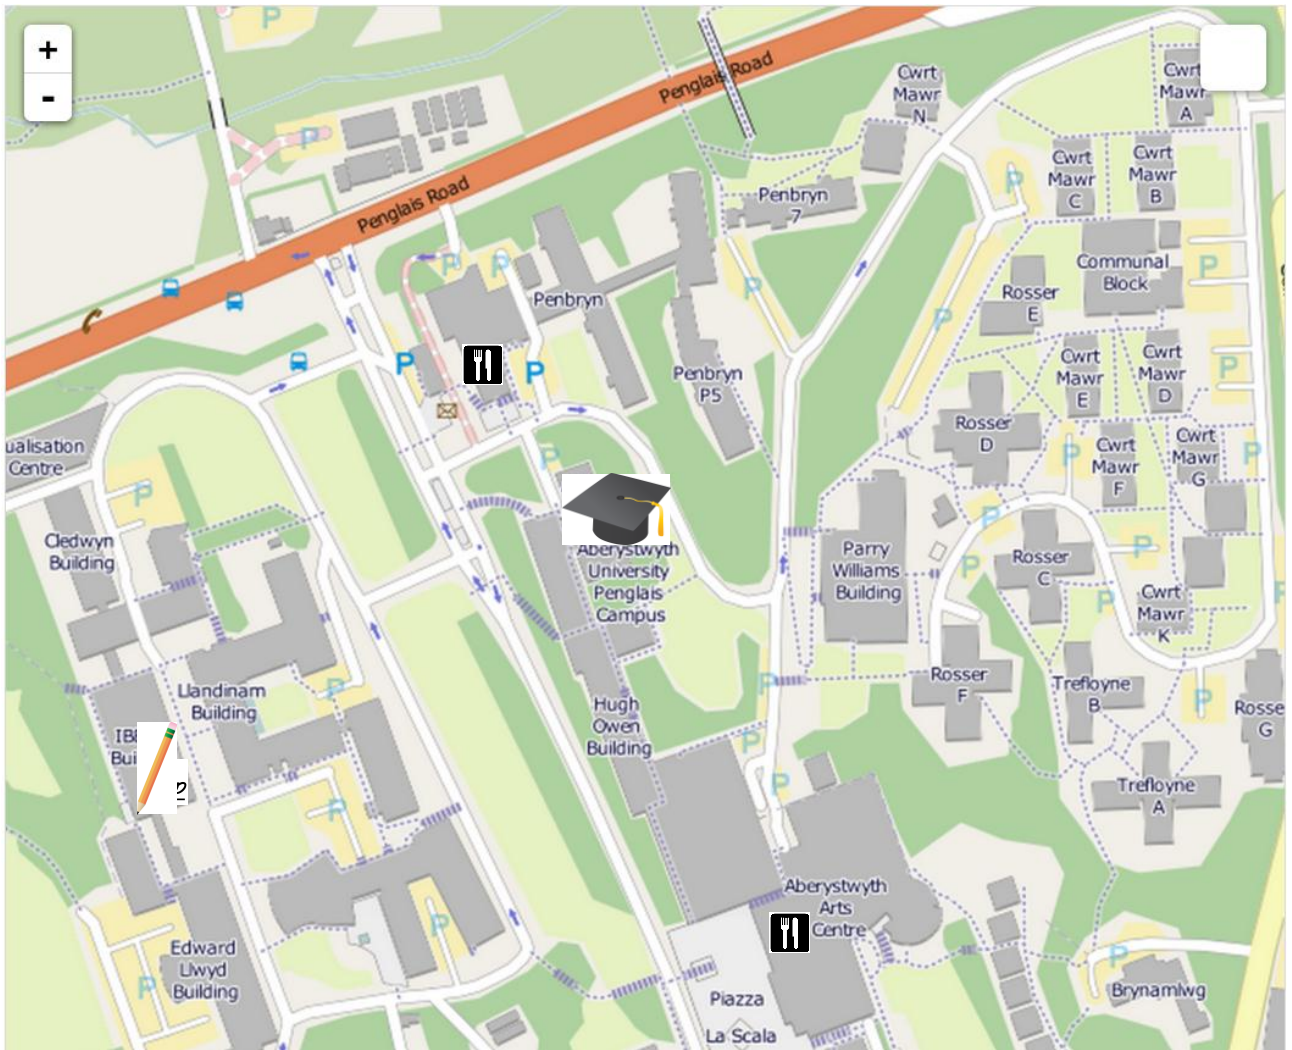 +
-
Penglais Road
Penglais Road
Cwrt
Mawr
N
Cwrt
Mawr
A
P
P
Cwrt
Mawr
C
Cwrt
Mawr
B
P
Penbryn
7
P
P
Penbryn
P
Communal
Block
P
Rosser
E
P
P
P
P
Penbryn
P5
Cwrt
Mawr
E
Cwrt
Mawr
D
P
ualisation
Centre
Rosser
D
Cwrt
Mawr
F
Cwrt
Mawr
G
P
P
P
P
P
Cledwyn
Building
Aberystwyth
University
Penglais
Campus
Parry
Williams
Building
Rosser
C
P
P
P
Cwrt
Mawr
K
P
Llandinam
Building
P
Hugh
Owen
Building
P
P
Rosser
F
Trefloyne
B
P
Rosse
G
P
P
Trefloyne
A
Aberystwyth
Arts
Centre
P
Edward
Llwyd
Building
P
Piazza
La Scala
P
Brynamlwg